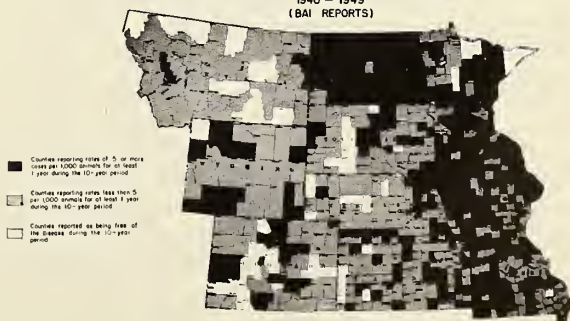 1940 – 1949
(BAI REPORTS)
Counties reporting rates of 5 or more
cases per 1,000 animals for at least
1 year during the 10-year period
Counties reporting rates less than 5
per 1,000 animals for at least 1 year
during the 10-year period
Counties reported as being free of
the disease during the 10-year
period